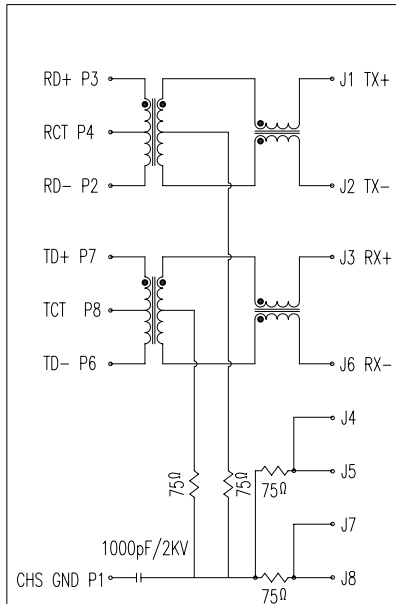 RD+ P3
J1 TX+
RCT P4
RD- P2
J2 TX-
TD+ P7
J3 RX+
TCT P8
TD- P6
J6 RX-
J4
J5
75Ω
75Ω
75Ω
J7
1000pF/2KV
CHS GND P1
J8
75Ω